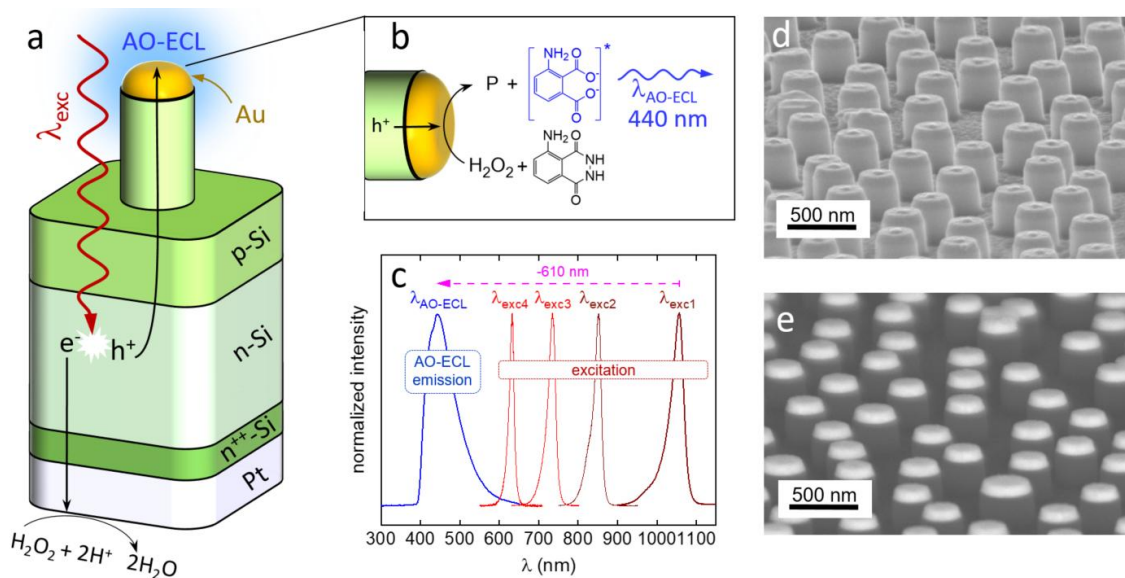 a
AO-ECL
λexc
Au
p-Si
n-Si
e⁻
h⁺
n⁺⁺-Si
Pt
H₂O₂ + 2H⁺
2H₂O
b
h⁺
P +
NH₂
O
O⁻
O⁻
O
*
λAO-ECL
440 nm
H₂O₂ +
NH₂
O
NH
NH
O
c
-610 nm
λAO-ECL
λexc4
λexc3
λexc2
λexc1
AO-ECL
emission
excitation
normalized intensity
300 400 500 600 700 800 900 10001100
λ (nm)
d
500 nm
e
500 nm